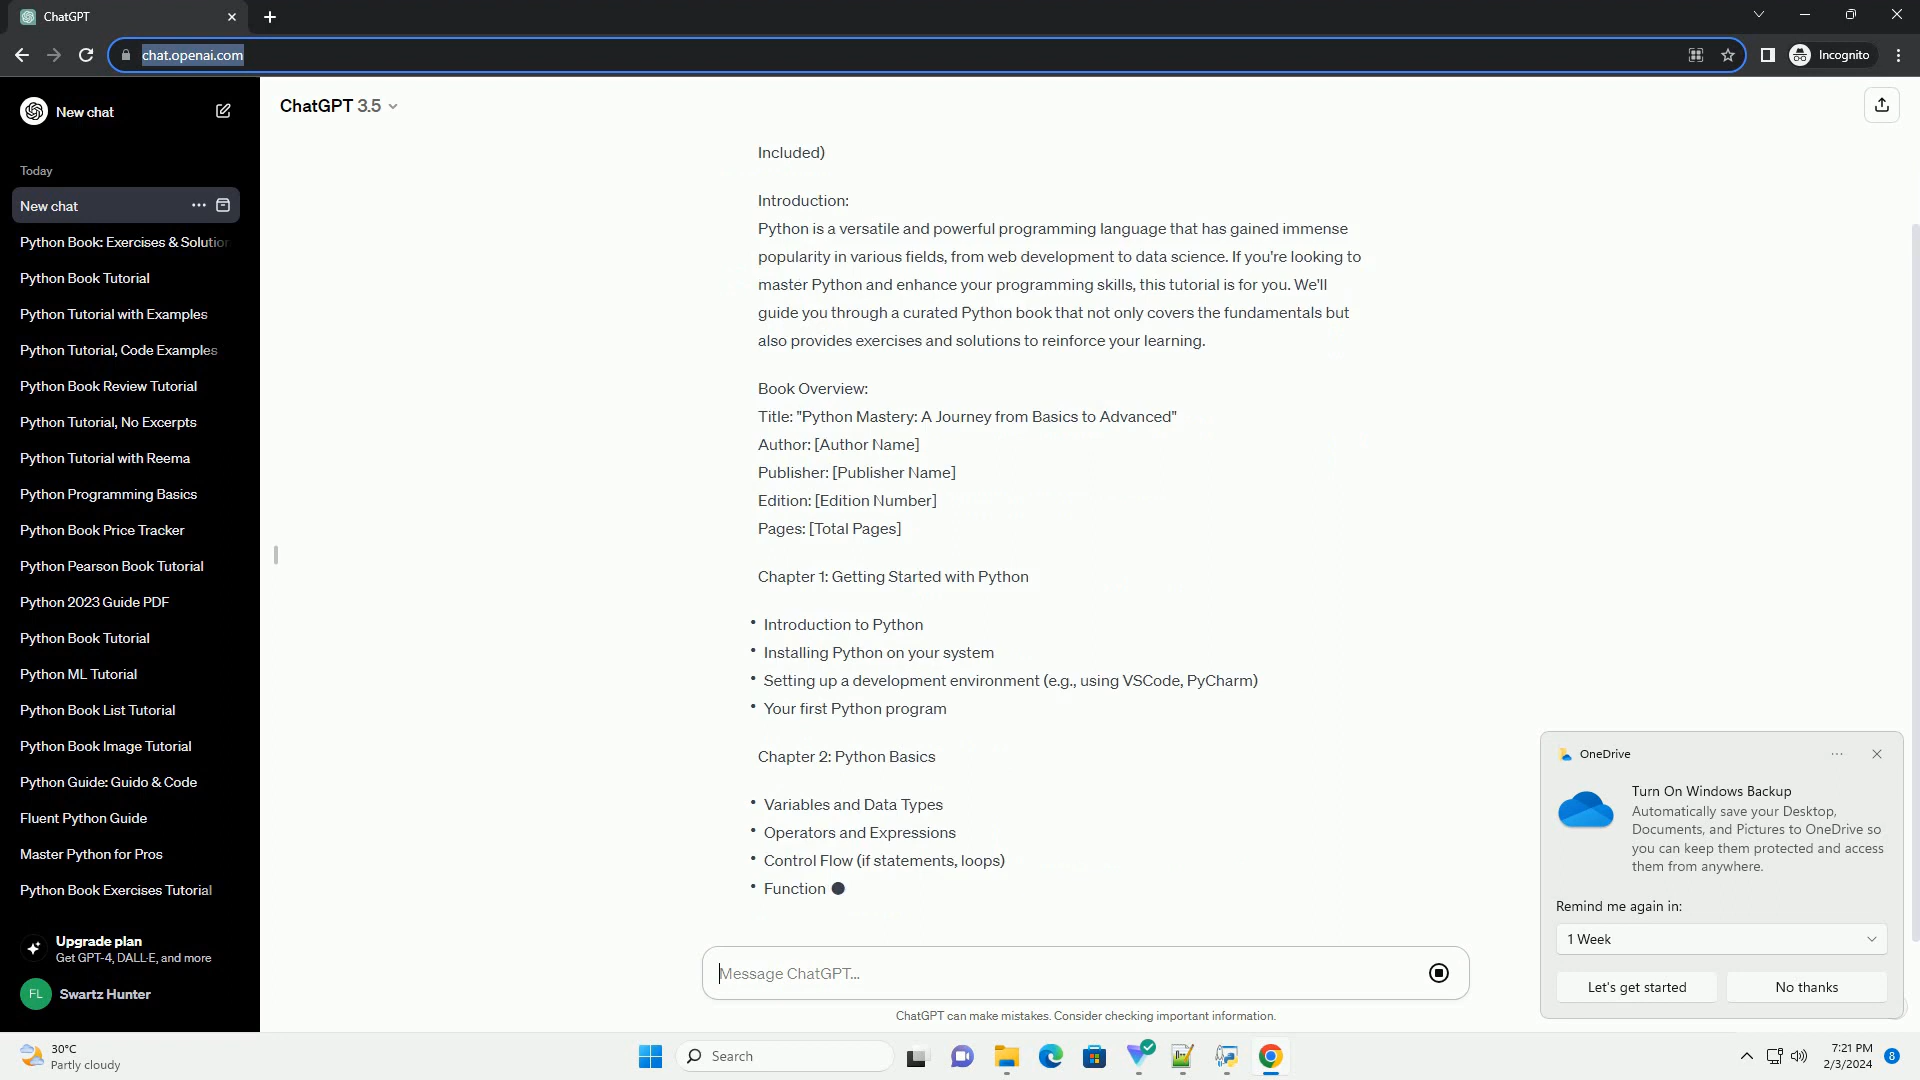 ChatGPT
chat.openai.com
Incognito
New chat
Today
New chat
Python Book: Exercises & Solution
Python Book Tutorial
Python Tutorial with Examples
Python Tutorial, Code Examples
Python Book Review Tutorial
Python Tutorial, No Excerpts
Python Tutorial with Reema
Python Programming Basics
Python Book Price Tracker
Python Pearson Book Tutorial
Python 2023 Guide PDF
Python Book Tutorial
Python ML Tutorial
Python Book List Tutorial
Python Book Image Tutorial
Python Guide: Guido & Code
Fluent Python Guide
Master Python for Pros
Python Book Exercises Tutorial
Upgrade plan
Get GPT-4, DALL·E, and more
FL
Swartz Hunter
ChatGPT 3.5
Included)
Introduction:
Python is a versatile and powerful programming language that has gained immense
popularity in various fields, from web development to data science. If you're looking to
master Python and enhance your programming skills, this tutorial is for you. We'll
guide you through a curated Python book that not only covers the fundamentals but
also provides exercises and solutions to reinforce your learning.
Book Overview:
Title: "Python Mastery: A Journey from Basics to Advanced"
Author: [Author Name]
Publisher: [Publisher Name]
Edition: [Edition Number]
Pages: [Total Pages]
Chapter 1: Getting Started with Python
• Introduction to Python
• Installing Python on your system
• Setting up a development environment (e.g., using VSCode, PyCharm)
• Your first Python program
Chapter 2: Python Basics
• Variables and Data Types
• Operators and Expressions
• Control Flow (if statements, loops)
• Function
Message ChatGPT...
ChatGPT can make mistakes. Consider checking important information.
OneDrive
Turn On Windows Backup
Automatically save your Desktop,
Documents, and Pictures to OneDrive so
you can keep them protected and access
them from anywhere.
Remind me again in:
1 Week
Let's get started
No thanks
30°C
Partly cloudy
Search
7:21 PM
2/3/2024
8